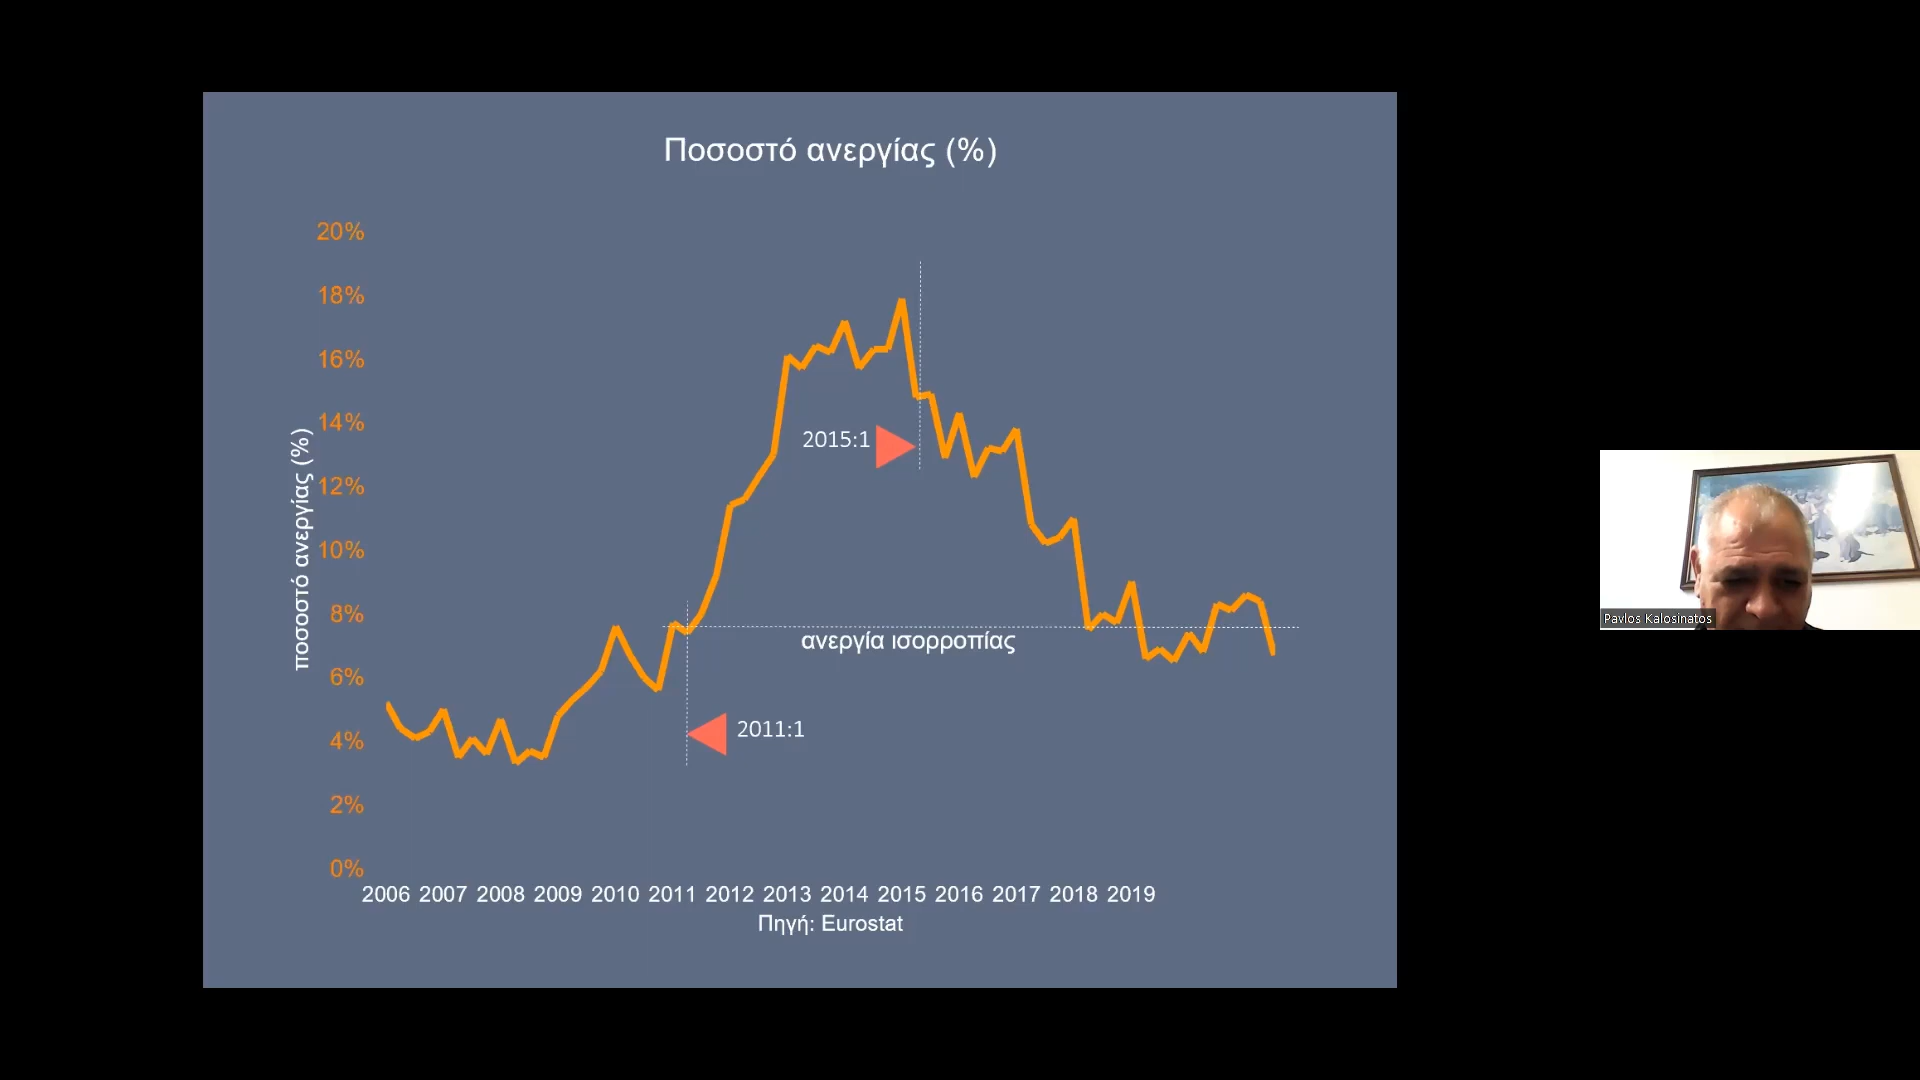 Ποσοστό ανεργίας (%)
20%
18%
16%
14%
12%
10%
8%
6%
4%
2%
0%
ποσοστό ανεργίας (%)
2015:1
ανεργία ισορροπίας
2011:1
2006 2007 2008 2009 2010 2011 2012 2013 2014 2015 2016 2017 2018 2019
Πηγή: Eurostat
Pavlos Kalosinatos